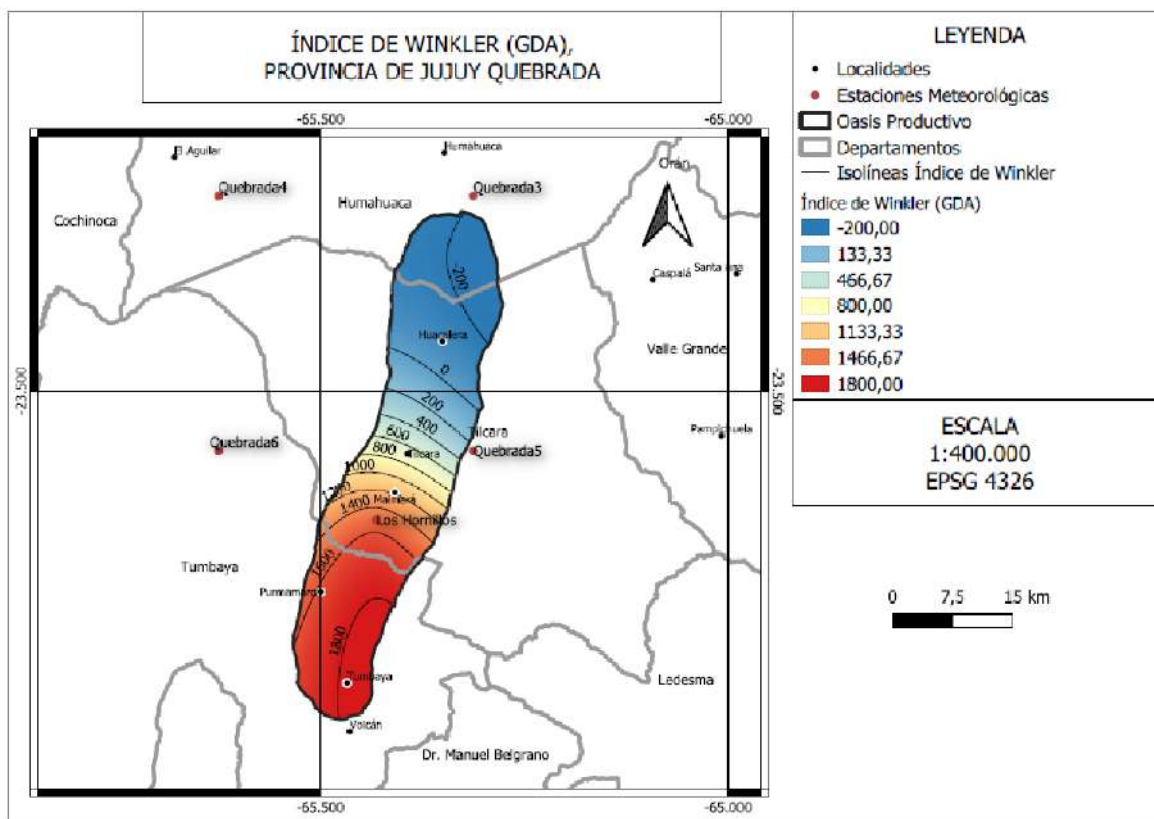 ÍNDICE DE WINKLER (GDA),
PROVINCIA DE JUJUY QUEBRADA
-65.500
-65.000
El Aguilar
Humahuaca
Orán
Quebrada4
Quebrada3
Humahuaca
Cochinoca
-200
Caspalá
Santa Ana
Huacalera
Valle Grande
0
-23.500
-23.500
200
400
600
Tilcara
Pampichuela
Quebrada6
800
Tilcara
Quebrada5
1000
1200
Maimará
1400
Los Hornillos
1600
Tumbaya
Purmamarca
1800
Tumbaya
Ledesma
Volcán
Dr. Manuel Belgrano
-65.500
-65.000
LEYENDA
Localidades
Estaciones Meteorológicas
Oasis Productivo
Departamentos
Isolíneas Índice de Winkler
Índice de Winkler (GDA)
-200,00
133,33
466,67
800,00
1133,33
1466,67
1800,00
ESCALA
1:400.000
EPSG 4326
0 7,5 15 km